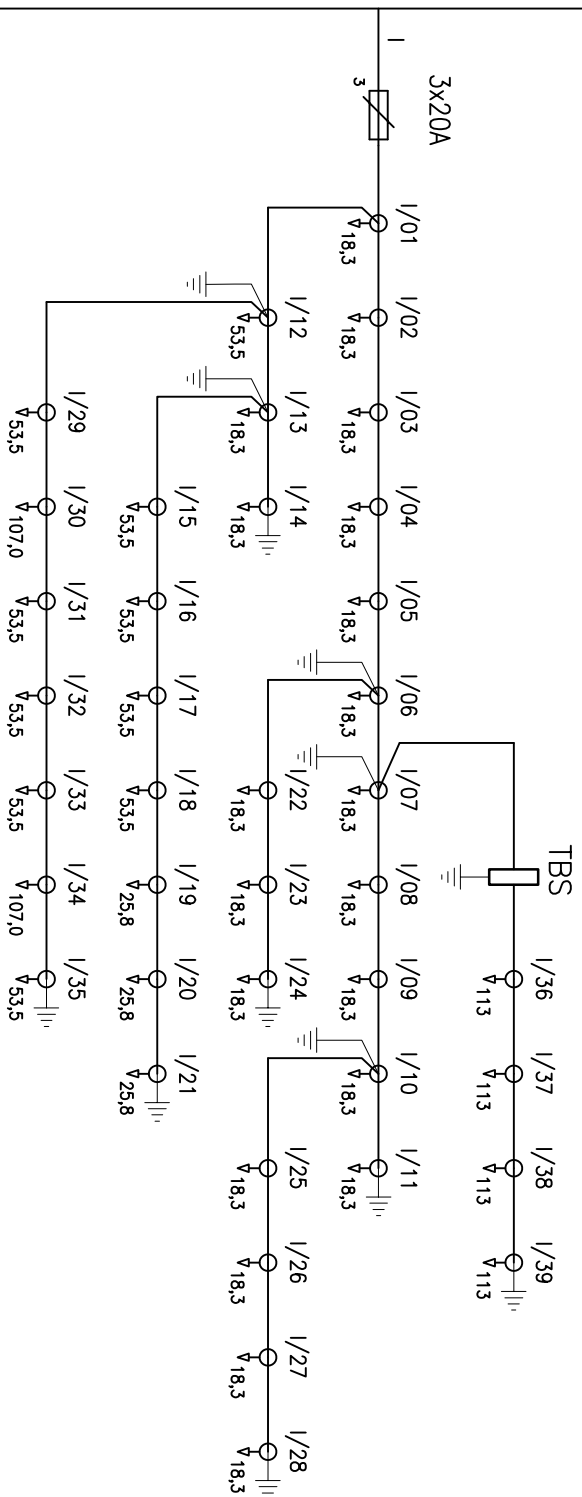 I
3x20A
3
TBS
I/36
I/37
I/38
I/39
113
113
113
113
I/01
I/02
I/03
I/04
I/05
I/06
I/07
I/08
I/09
I/10
I/11
18,3
18,3
18,3
18,3
18,3
18,3
18,3
18,3
18,3
18,3
18,3
I/12
I/13
I/14
I/22
I/23
I/24
I/25
I/26
I/27
I/28
53,5
18,3
18,3
18,3
18,3
18,3
18,3
18,3
18,3
18,3
I/15
I/16
I/17
I/18
I/19
I/20
I/21
53,5
53,5
53,5
53,5
25,8
25,8
25,8
I/29
I/30
I/31
I/32
I/33
I/34
I/35
53,5
107,0
53,5
53,5
53,5
107,0
53,5